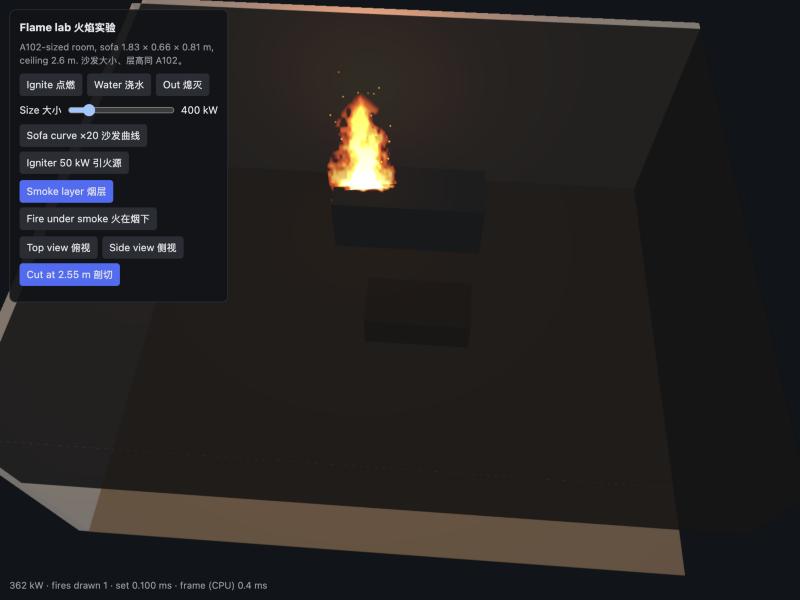 Flame lab 火焰实验
A102-sized room, sofa 1.83 × 0.66 × 0.81 m,
ceiling 2.6 m. 沙发大小、层高同 A102。
Ignite 点燃 Water 浇水 Out 熄灭
Size 大小 400 kW
Sofa curve ×20 沙发曲线
Igniter 50 kW 引火源
Smoke layer 烟层
Fire under smoke 火在烟下
Top view 俯视 Side view 侧视
Cut at 2.55 m 剖切
362 kW · fires drawn 1 · set 0.100 ms · frame (CPU) 0.4 ms